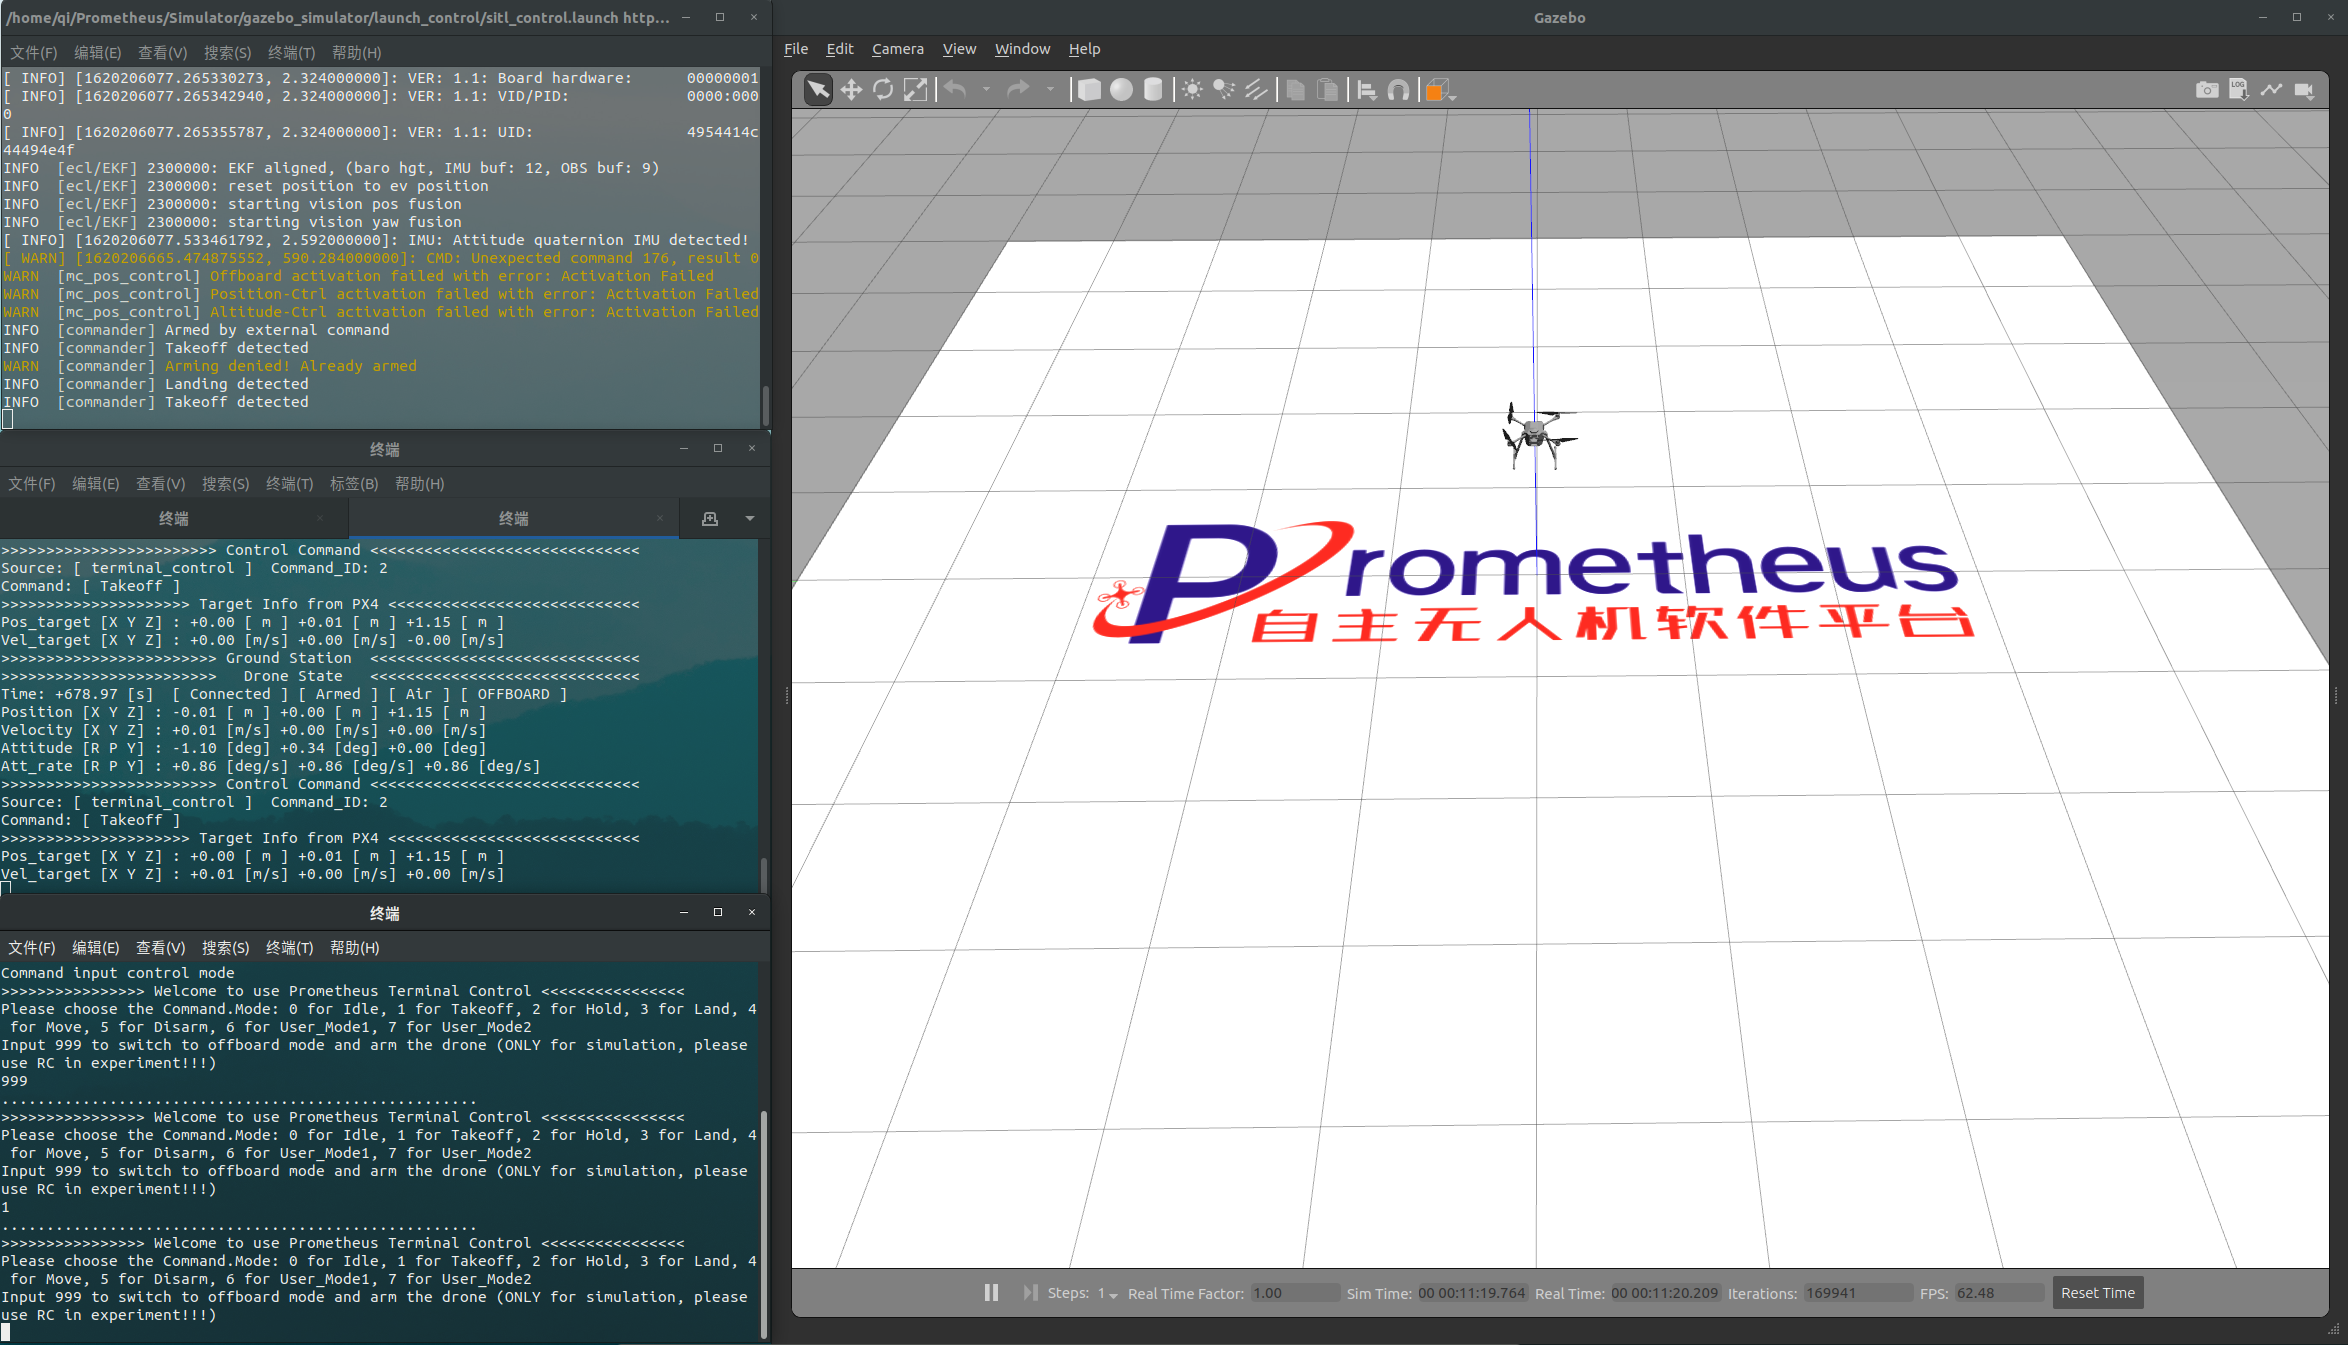 /home/qi/Prometheus/Simulator/gazebo_simulator/launch_control/sitl_control.launch http...
文件(F) 编辑(E) 查看(V) 搜索(S) 终端(T) 帮助(H)
[ INFO] [1620206077.265330273, 2.324000000]: VER: 1.1: Board hardware: 00000001
[ INFO] [1620206077.265342940, 2.324000000]: VER: 1.1: VID/PID: 0000:000
0
[ INFO] [1620206077.265355787, 2.324000000]: VER: 1.1: UID: 4954414c
44494e4f
INFO [ecl/EKF] 2300000: EKF aligned, (baro hgt, IMU buf: 12, OBS buf: 9)
INFO [ecl/EKF] 2300000: reset position to ev position
INFO [ecl/EKF] 2300000: starting vision pos fusion
INFO [ecl/EKF] 2300000: starting vision yaw fusion
[ INFO] [1620206077.533461792, 2.592000000]: IMU: Attitude quaternion IMU detected!
[ WARN] [1620206665.474875552, 590.284000000]: CMD: Unexpected command 176, result 0
WARN [mc_pos_control] Offboard activation failed with error: Activation Failed
WARN [mc_pos_control] Position-Ctrl activation failed with error: Activation Failed
WARN [mc_pos_control] Altitude-Ctrl activation failed with error: Activation Failed
INFO [commander] Armed by external command
INFO [commander] Takeoff detected
WARN [commander] Arming denied! Already armed
INFO [commander] Landing detected
INFO [commander] Takeoff detected
终端
文件(F) 编辑(E) 查看(V) 搜索(S) 终端(T) 标签(B) 帮助(H)
终端 终端
>>>>>>>>>>>>>>>>>>>>>>>> Control Command <<<<<<<<<<<<<<<<<<<<<<<<<<<<<<
Source: [ terminal_control ] Command_ID: 2
Command: [ Takeoff ]
>>>>>>>>>>>>>>>>>>>>> Target Info from PX4 <<<<<<<<<<<<<<<<<<<<<<<<<<<<
Pos_target [X Y Z] : +0.00 [ m ] +0.01 [ m ] +1.15 [ m ]
Vel_target [X Y Z] : +0.00 [m/s] +0.00 [m/s] -0.00 [m/s]
>>>>>>>>>>>>>>>>>>>>>>>> Ground Station <<<<<<<<<<<<<<<<<<<<<<<<<<<<<<
>>>>>>>>>>>>>>>>>>>>>>>> Drone State <<<<<<<<<<<<<<<<<<<<<<<<<<<<<<
Time: +678.97 [s] [ Connected ] [ Armed ] [ Air ] [ OFFBOARD ]
Position [X Y Z] : -0.01 [ m ] +0.00 [ m ] +1.15 [ m ]
Velocity [X Y Z] : +0.01 [m/s] +0.00 [m/s] +0.00 [m/s]
Attitude [R P Y] : -1.10 [deg] +0.34 [deg] +0.00 [deg]
Att_rate [R P Y] : +0.86 [deg/s] +0.86 [deg/s] +0.86 [deg/s]
>>>>>>>>>>>>>>>>>>>>>>>> Control Command <<<<<<<<<<<<<<<<<<<<<<<<<<<<<<
Source: [ terminal_control ] Command_ID: 2
Command: [ Takeoff ]
>>>>>>>>>>>>>>>>>>>>> Target Info from PX4 <<<<<<<<<<<<<<<<<<<<<<<<<<<<
Pos_target [X Y Z] : +0.00 [ m ] +0.01 [ m ] +1.15 [ m ]
Vel_target [X Y Z] : +0.01 [m/s] +0.00 [m/s] +0.00 [m/s]
终端
文件(F) 编辑(E) 查看(V) 搜索(S) 终端(T) 帮助(H)
Command input control mode
>>>>>>>>>>>>>>>> Welcome to use Prometheus Terminal Control <<<<<<<<<<<<<<<<
Please choose the Command.Mode: 0 for Idle, 1 for Takeoff, 2 for Hold, 3 for Land, 4
for Move, 5 for Disarm, 6 for User_Mode1, 7 for User_Mode2
Input 999 to switch to offboard mode and arm the drone (ONLY for simulation, please
use RC in experiment!!!)
999
.....................................................
>>>>>>>>>>>>>>>> Welcome to use Prometheus Terminal Control <<<<<<<<<<<<<<<<
Please choose the Command.Mode: 0 for Idle, 1 for Takeoff, 2 for Hold, 3 for Land, 4
for Move, 5 for Disarm, 6 for User_Mode1, 7 for User_Mode2
Input 999 to switch to offboard mode and arm the drone (ONLY for simulation, please
use RC in experiment!!!)
1
.....................................................
>>>>>>>>>>>>>>>> Welcome to use Prometheus Terminal Control <<<<<<<<<<<<<<<<
Please choose the Command.Mode: 0 for Idle, 1 for Takeoff, 2 for Hold, 3 for Land, 4
for Move, 5 for Disarm, 6 for User_Mode1, 7 for User_Mode2
Input 999 to switch to offboard mode and arm the drone (ONLY for simulation, please
use RC in experiment!!!)
Gazebo
File Edit Camera View Window Help
LOG
Prometheus
自主无人机软件平台
Steps: 1 Real Time Factor: 1.00 Sim Time: 00 00:11:19.764 Real Time: 00 00:11:20.209 Iterations: 169941 FPS: 62.48 Reset Time